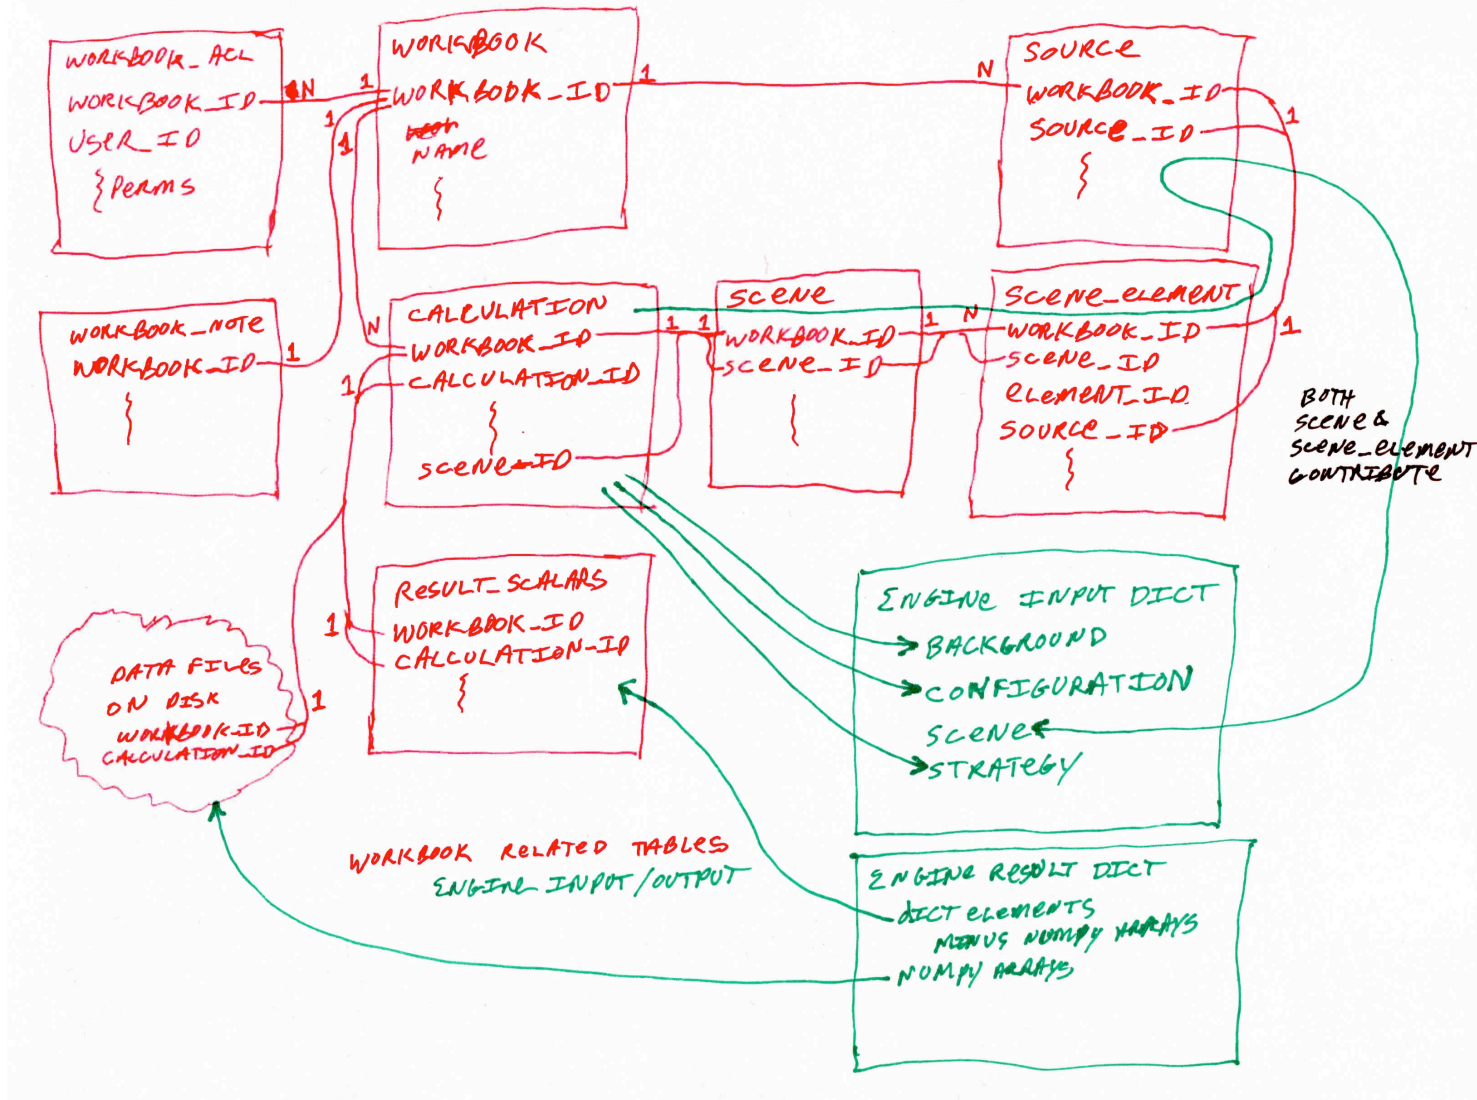 WORKBOOK_ACL
WORKBOOK_ID
USER_ID
PERMS
N
1
WORKBOOK
WORKBOOK_ID
NAME
1
N
SOURCE
WORKBOOK_ID
SOURCE_ID
1
1
1
WORKBOOK_NOTE
WORKBOOK_ID
1
N
CALCULATION
WORKBOOK_ID
CALCULATION_ID
SCENE_ID
1
1
1
SCENE
WORKBOOK_ID
SCENE_ID
1
N
SCENE_ELEMENT
WORKBOOK_ID
SCENE_ID
ELEMENT_ID
SOURCE_ID
1
BOTH
SCENE &
SCENE_ELEMENT
CONTRIBUTE
RESULT_SCALARS
WORKBOOK_ID
CALCULATION_ID
1
DATA FILES
ON DISK
WORKBOOK_ID
CALCULATION_ID
1
ENGINE INPUT DICT
BACKGROUND
CONFIGURATION
SCENE
STRATEGY
WORKBOOK RELATED TABLES
ENGINE INPUT/OUTPUT
ENGINE RESULT DICT
DICT ELEMENTS
MINUS NUMPY ARRAYS
NUMPY ARRAYS